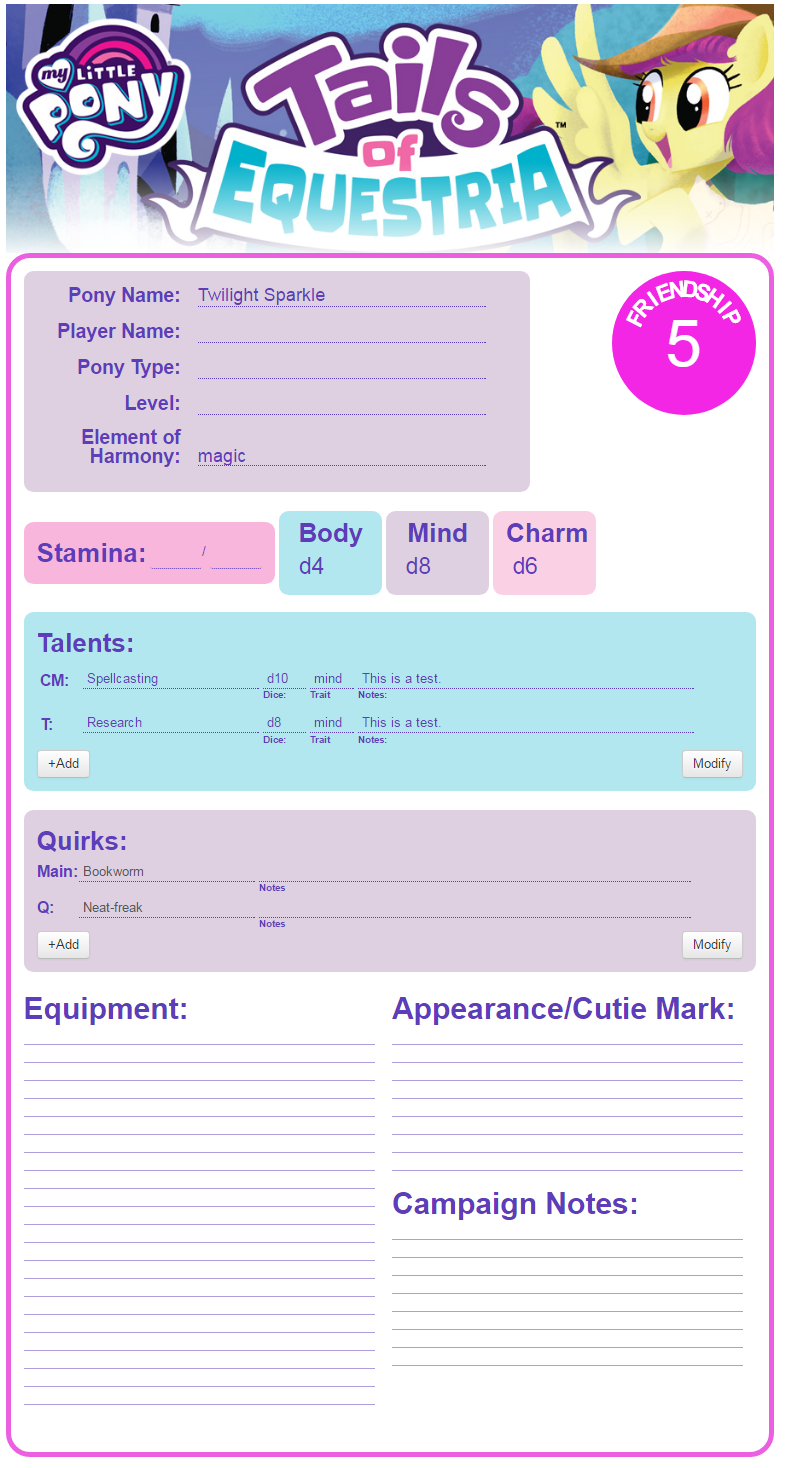 my LITTLE
PONY
Tails
of
EQUESTRIA
™
Pony Name: Twilight Sparkle
Player Name:
Pony Type:
Level:
Element of
Harmony: magic
FRIENDSHIP
5
Stamina: /
Body Mind Charm
d4 d8 d6
Talents:
CM: Spellcasting d10 mind This is a test.
Dice: Trait Notes:
T: Research d8 mind This is a test.
Dice: Trait Notes:
+Add Modify
Quirks:
Main: Bookworm
Notes
Q: Neat-freak
Notes
+Add Modify
Equipment:
Appearance/Cutie Mark:
Campaign Notes: